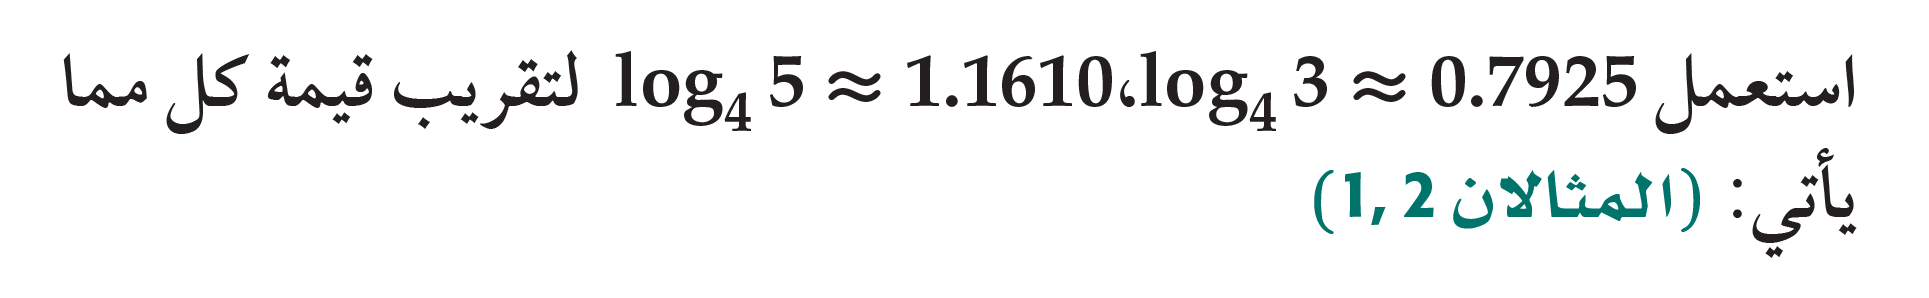 استعمل log₄ 3 ≈ 0.7925، log₄ 5 ≈ 1.1610 لتقريب قيمة كل مما
يأتي: (المثالان 2 ,1)